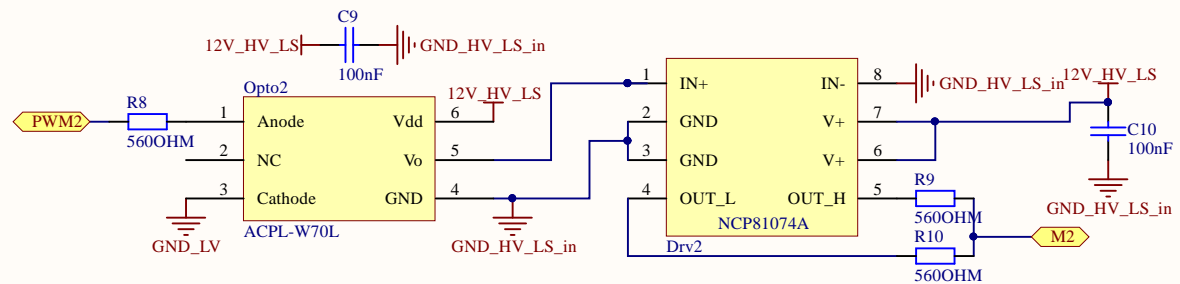 C9
12V_HV_LS
GND_HV_LS_in
100nF
PWM2
R8
560OHM
Opto2
1
Anode
2
NC
3
Cathode
Vdd
6
Vo
5
GND
4
ACPL-W70L
GND_LV
12V_HV_LS
GND_HV_LS_in
1
IN+
2
GND
3
GND
4
OUT_L
IN-
8
V+
7
V+
6
OUT_H
5
NCP81074A
Drv2
GND_HV_LS_in
12V_HV_LS
C10
100nF
GND_HV_LS_in
R9
560OHM
R10
560OHM
M2